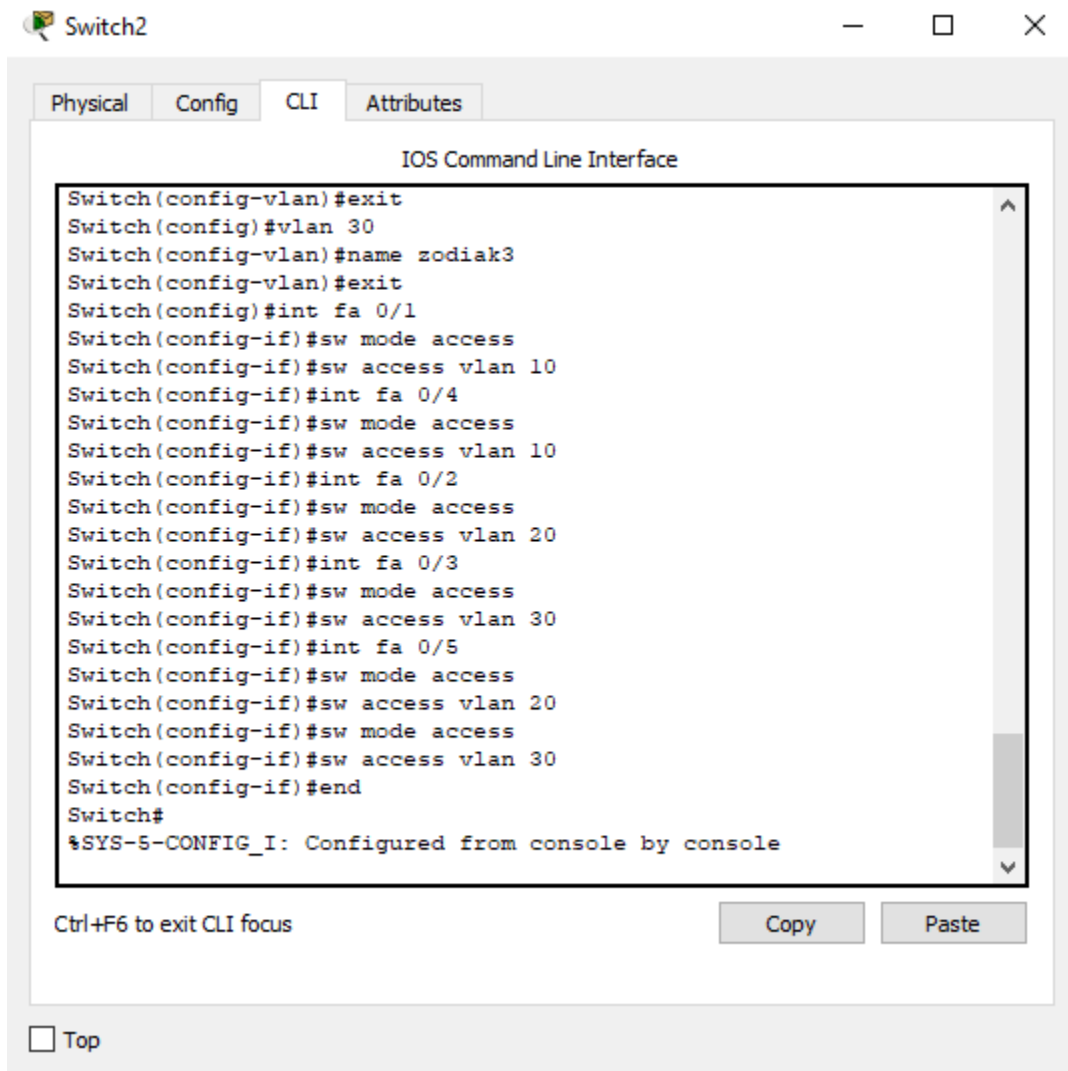 Switch2
Physical Config CLI Attributes
IOS Command Line Interface
Switch(config-vlan)#exit
Switch(config)#vlan 30
Switch(config-vlan)#name zodiak3
Switch(config-vlan)#exit
Switch(config)#int fa 0/1
Switch(config-if)#sw mode access
Switch(config-if)#sw access vlan 10
Switch(config-if)#int fa 0/4
Switch(config-if)#sw mode access
Switch(config-if)#sw access vlan 10
Switch(config-if)#int fa 0/2
Switch(config-if)#sw mode access
Switch(config-if)#sw access vlan 20
Switch(config-if)#int fa 0/3
Switch(config-if)#sw mode access
Switch(config-if)#sw access vlan 30
Switch(config-if)#int fa 0/5
Switch(config-if)#sw mode access
Switch(config-if)#sw access vlan 20
Switch(config-if)#sw mode access
Switch(config-if)#sw access vlan 30
Switch(config-if)#end
Switch#
%SYS-5-CONFIG_I: Configured from console by console
Ctrl+F6 to exit CLI focus Copy Paste
Top